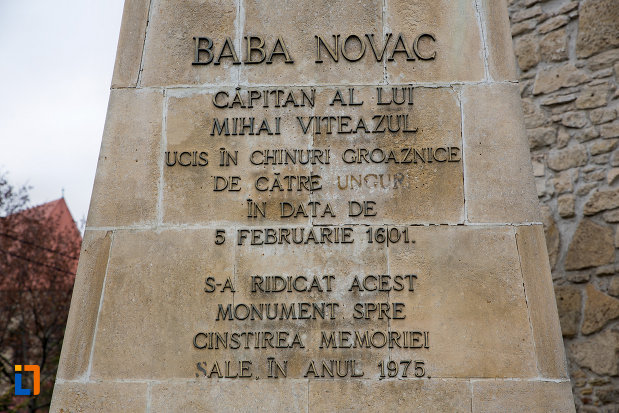 BABA NOVAC
CĂPITAN AL LUI
MIHAI VITEAZUL
UCIS ÎN CHINURI GROAZNICE
DE CĂTRE UNGUR
ÎN DATA DE
5 FEBRUARIE 1601.
S-A RIDICAT ACEST
MONUMENT SPRE
CINSTIREA MEMORIEI
SALE, ÎN ANUL 1975.